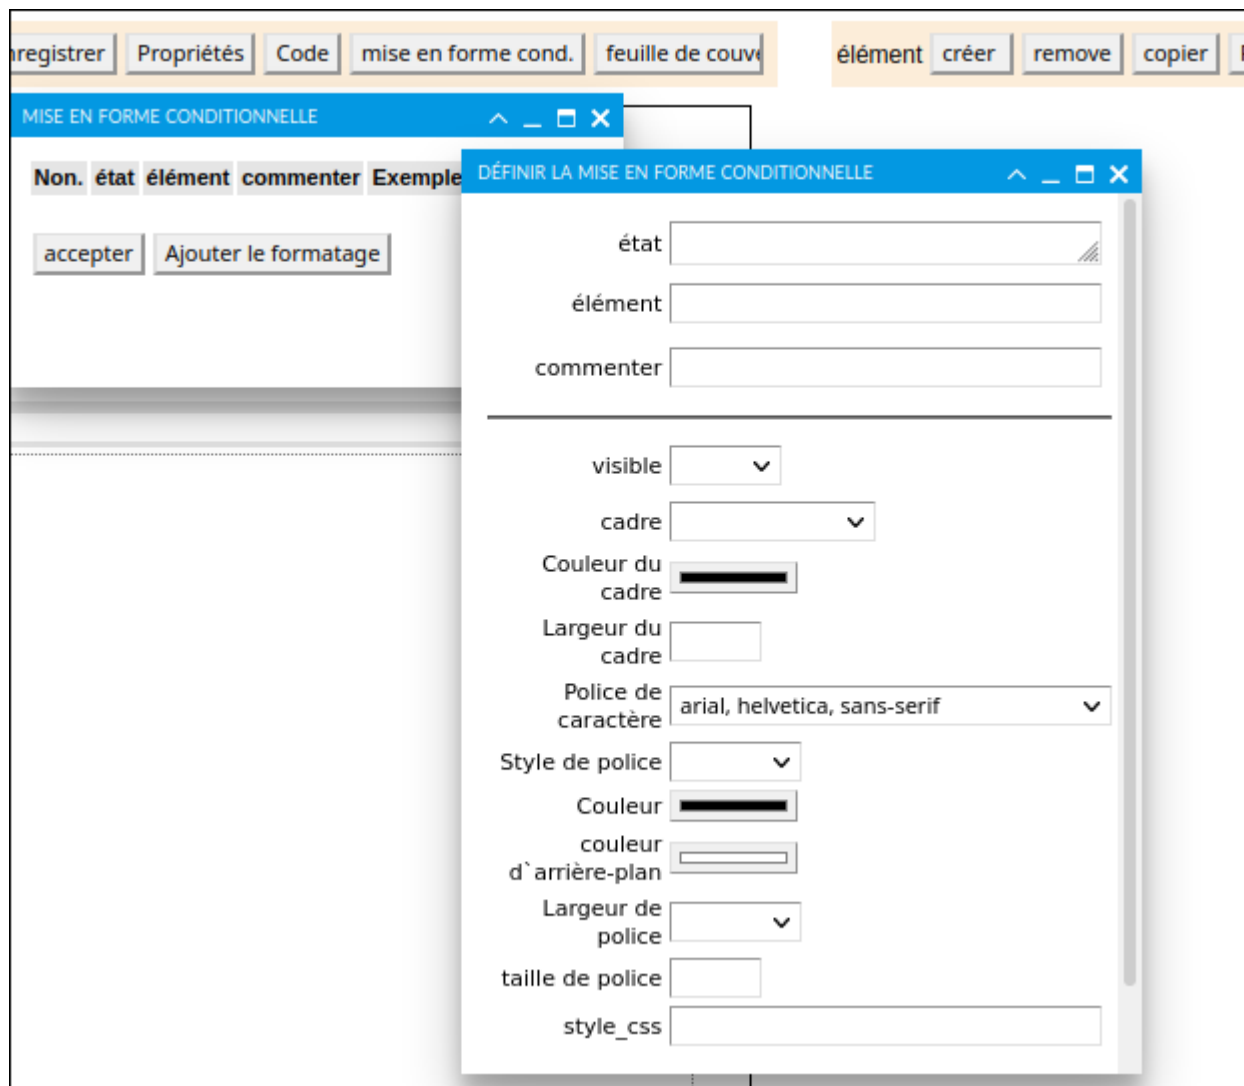 nregistrer Propriétés Code mise en forme cond. feuille de couve élément créer remove copier
MISE EN FORME CONDITIONNELLE
DÉFINIR LA MISE EN FORME CONDITIONNELLE
Non. état élément commenter Exemple
accepter Ajouter le formatage
état
élément
commenter
visible
cadre
Couleur du
cadre
Largeur du
cadre
Police de
caractère
arial, helvetica, sans-serif
Style de police
Couleur
couleur
d`arrière-plan
Largeur de
police
taille de police
style_css